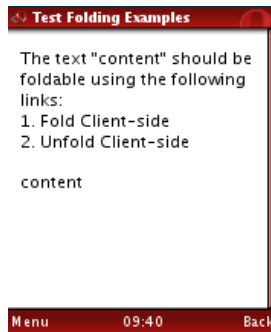 Test Folding Examples
The text "content" should be
foldable using the following
links:
1. Fold Client-side
2. Unfold Client-side
content
Menu 09:40 Back